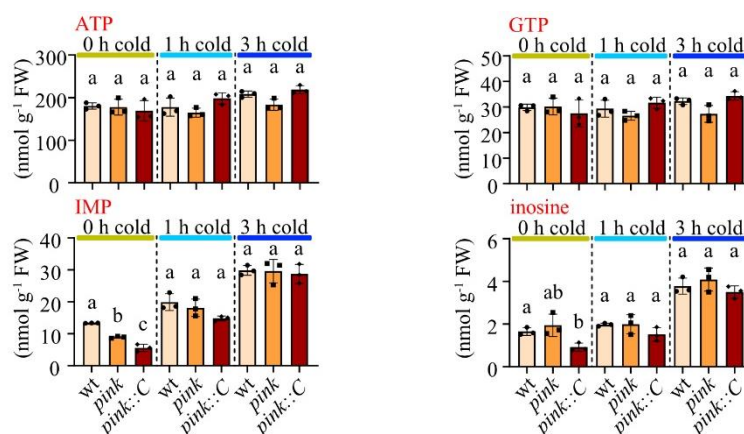 ATP
0 h cold 1 h cold 3 h cold
(nmol g⁻¹ FW)
300
200
100
0
a a a a a a a a a
GTP
0 h cold 1 h cold 3 h cold
(nmol g⁻¹ FW)
50
40
30
20
10
0
a a a a a a a a a
IMP
0 h cold 1 h cold 3 h cold
(nmol g⁻¹ FW)
40
30
20
10
0
a b c a a a a a a
wt pink pink::C wt pink pink::C wt pink pink::C
inosine
0 h cold 1 h cold 3 h cold
(nmol g⁻¹ FW)
6
4
2
0
a ab b a a a a a a
wt pink pink::C wt pink pink::C wt pink pink::C